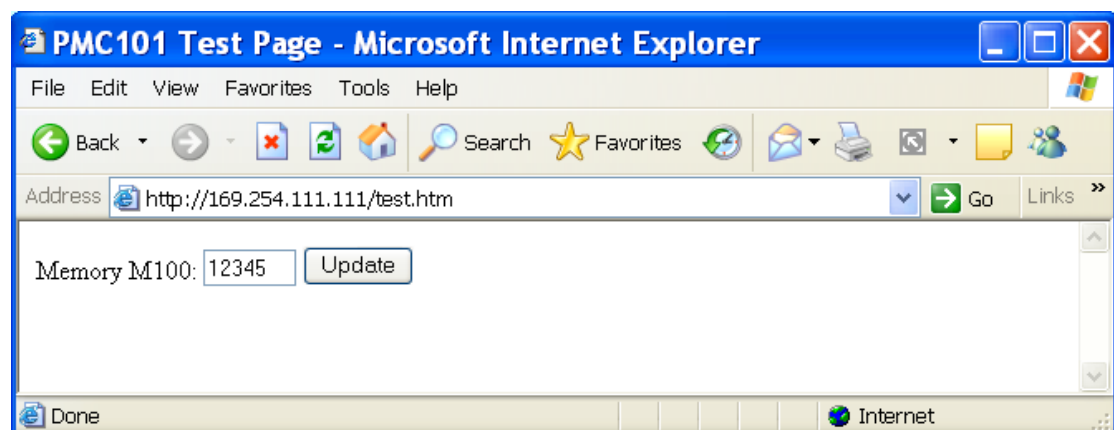 PMC101 Test Page - Microsoft Internet Explorer
File Edit View Favorites Tools Help
Back Search Favorites
Address http://169.254.111.111/test.htm Go Links »
Memory M100: 12345 Update
Done Internet